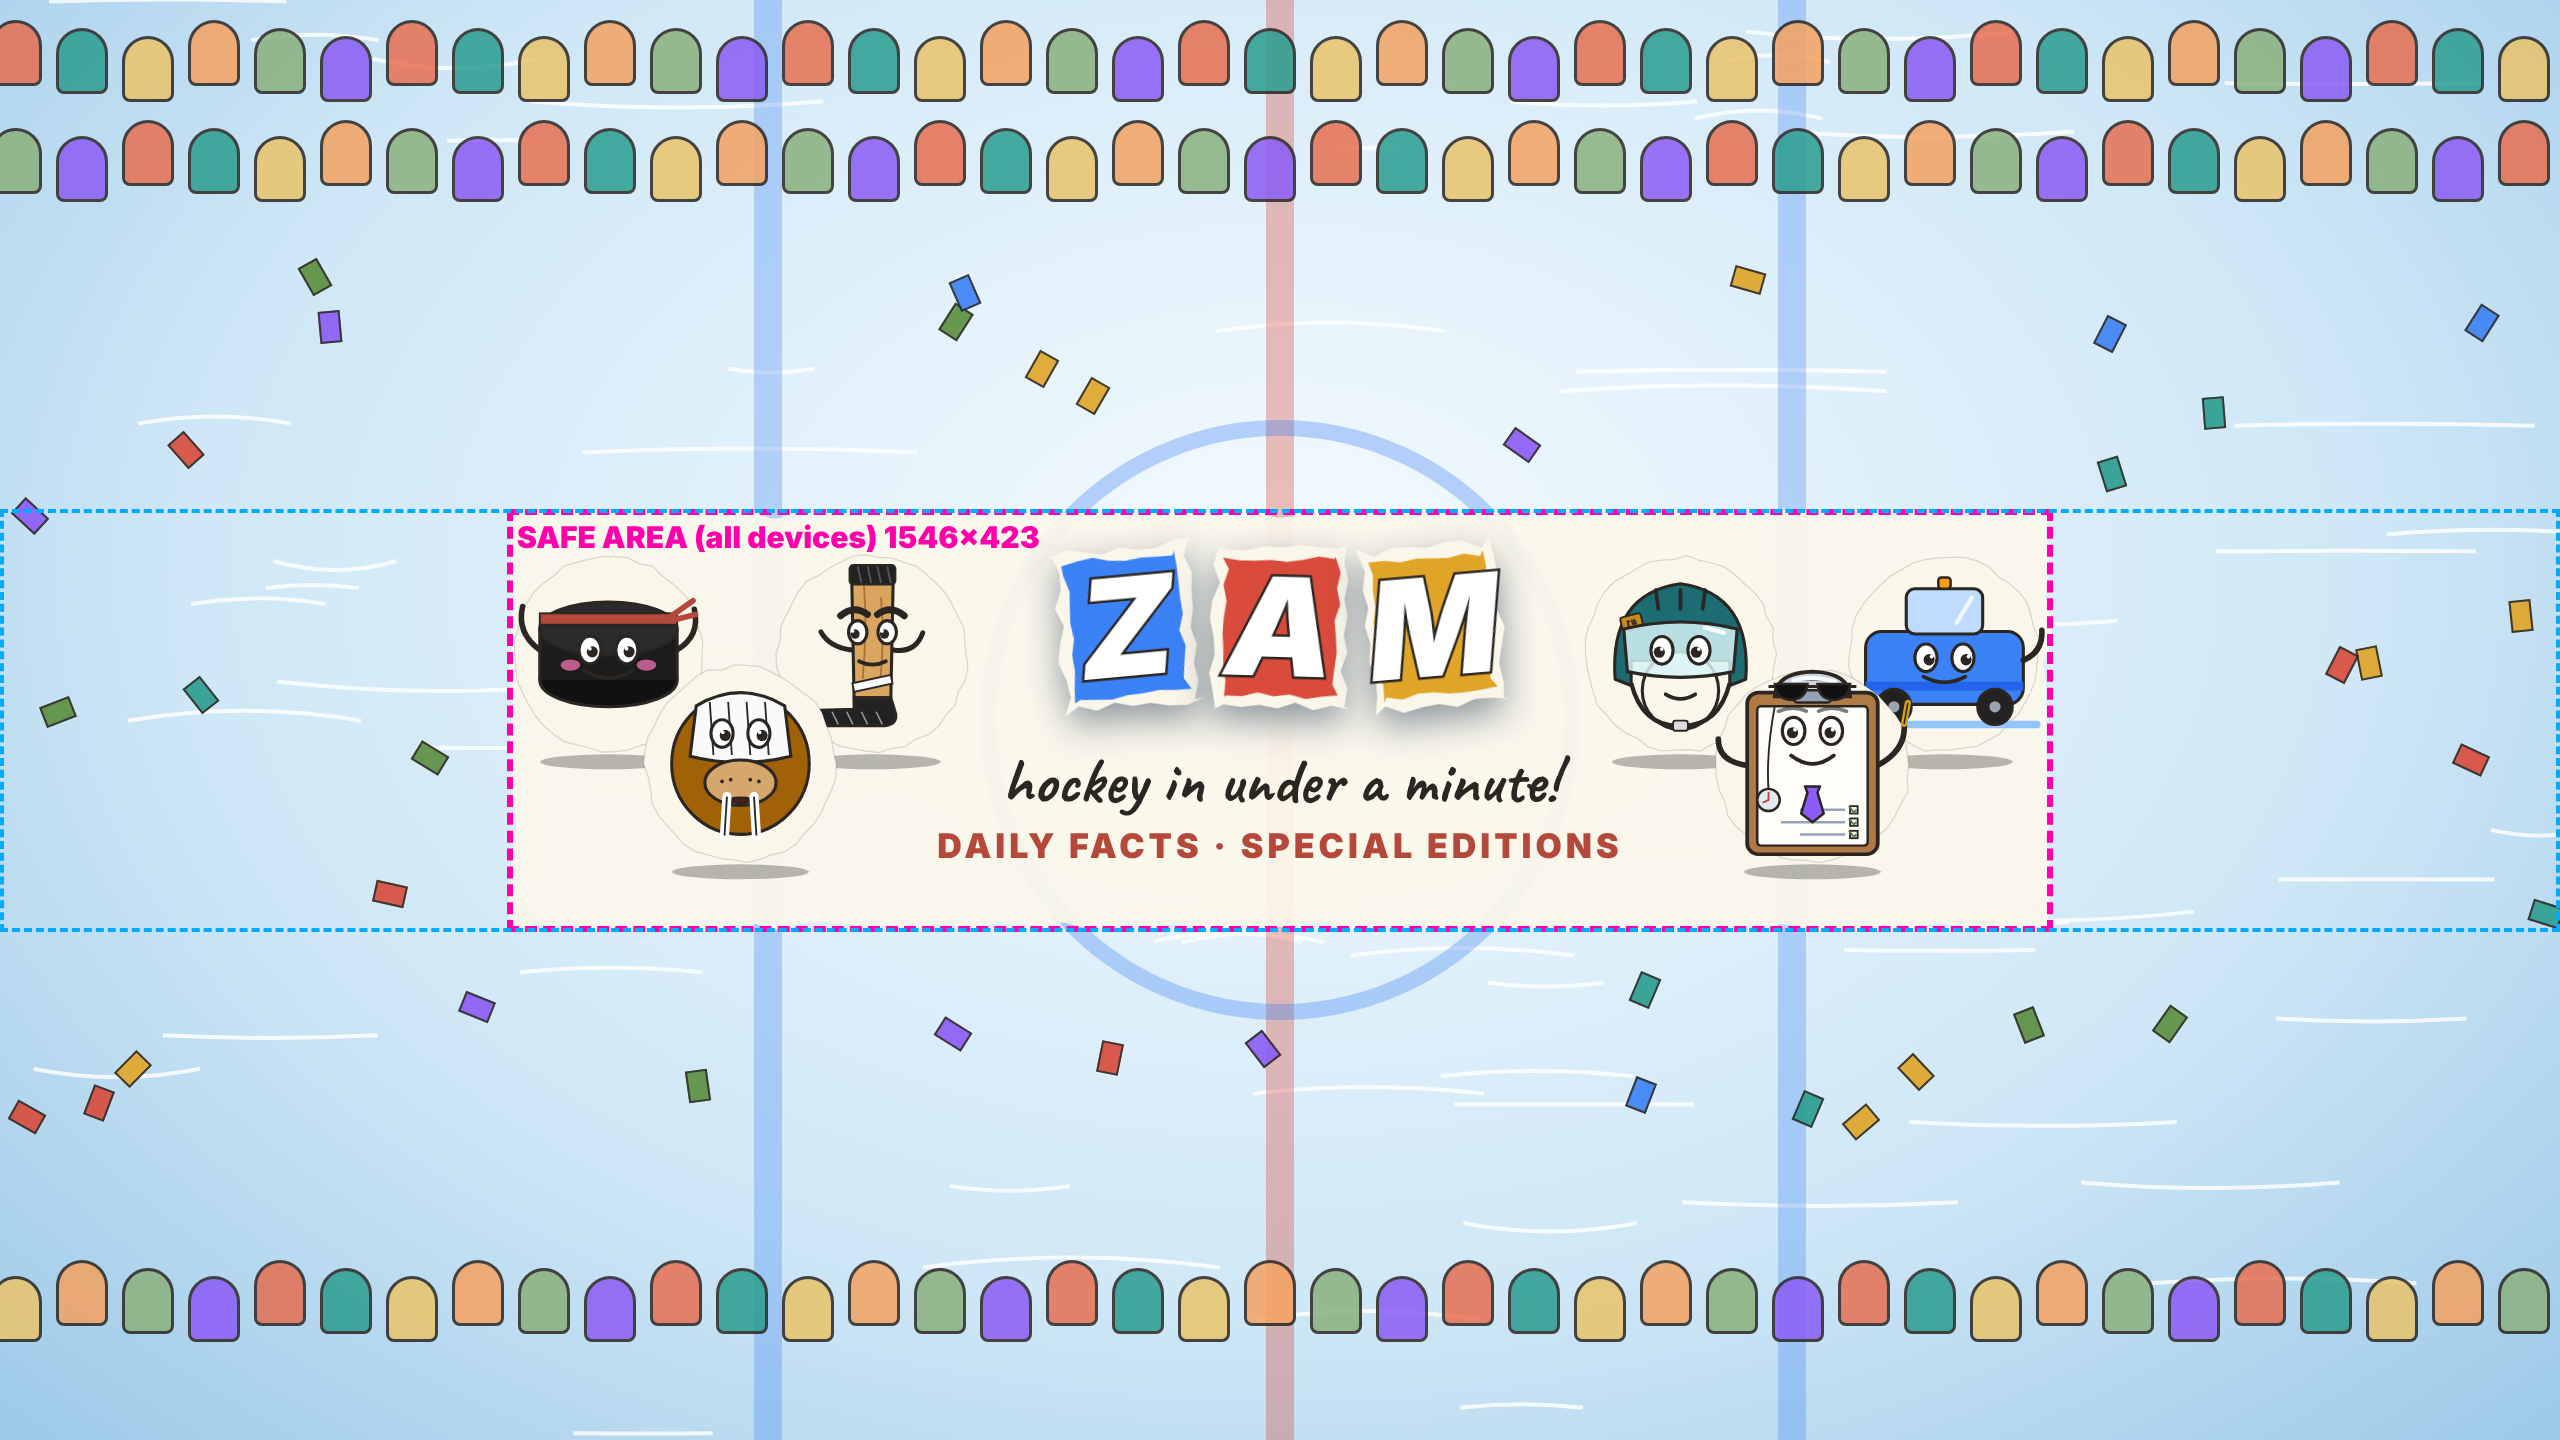 SAFE AREA (all devices) 1546×423
ZAM
hockey in under a minute!
DAILY FACTS · SPECIAL EDITIONS